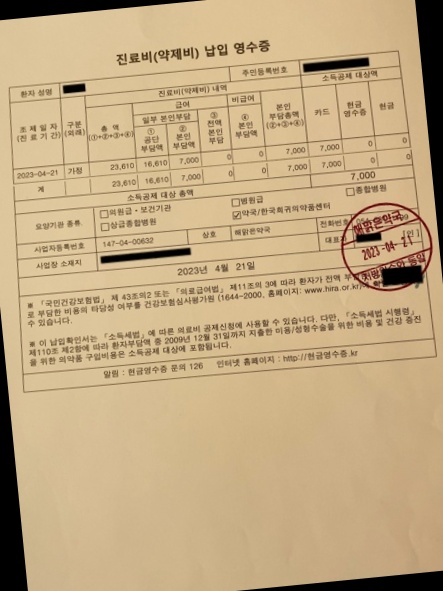 진료비(약제비) 납입 영수증
환자 성명 주민등록번호
진료비(약제비) 내역 소득공제 대상액
조 제 일 자 (진 료 기 간) 구분 (외래) 총 액 (①+②+③+④) 급여 비급여 본인 부담총액 (②+③+④) 카드 현금 영수증 현금
일부 본인부담 ③ 전액 본인 부담 ④ 본인 부담액
① 공단 부담액 ② 본인 부담액
2023-04-21 가정 23,610 16,610 7,000 0 0 7,000 7,000 0 0
계 23,610 16,610 7,000 0 0 7,000 7,000 0 0
소득공제 대상 총액 7,000
요양기관 종류 □의원급·보건기관 □병원급 □종합병원
□상급종합병원 ☑약국/한국희귀의약품센터
사업자등록번호 147-04-00632 상호 해맑은약국 전화번호
사업장 소재지 대표자 [인]
해맑은약국
2023-04-21
2023년 4월 21일
※ 「국민건강보험법」 제 43조의2 또는 「의료급여법」 제11조의 3에 따라 환자가 전액 부
로 부담한 비용의 타당성 여부를 건강보험심사평가원 (1644-2000, 홈페이지: www.hira.or.kr)에
수 있습니다.
※ 이 납입확인서는 「소득세법」에 따른 의료비 공제신청에 사용할 수 있습니다. 다만, 「소득세법 시행령」
제110조 제2항에 따라 환자부담액 중 2009년 12월 31일까지 지출한 미용/성형수술을 위한 비용 및 건강 증진
을 위한 의약품 구입비용은 소득공제 대상에 포함됩니다.
알림 : 현금영수증 문의 126 인터넷 홈페이지 : http://현금영수증.kr